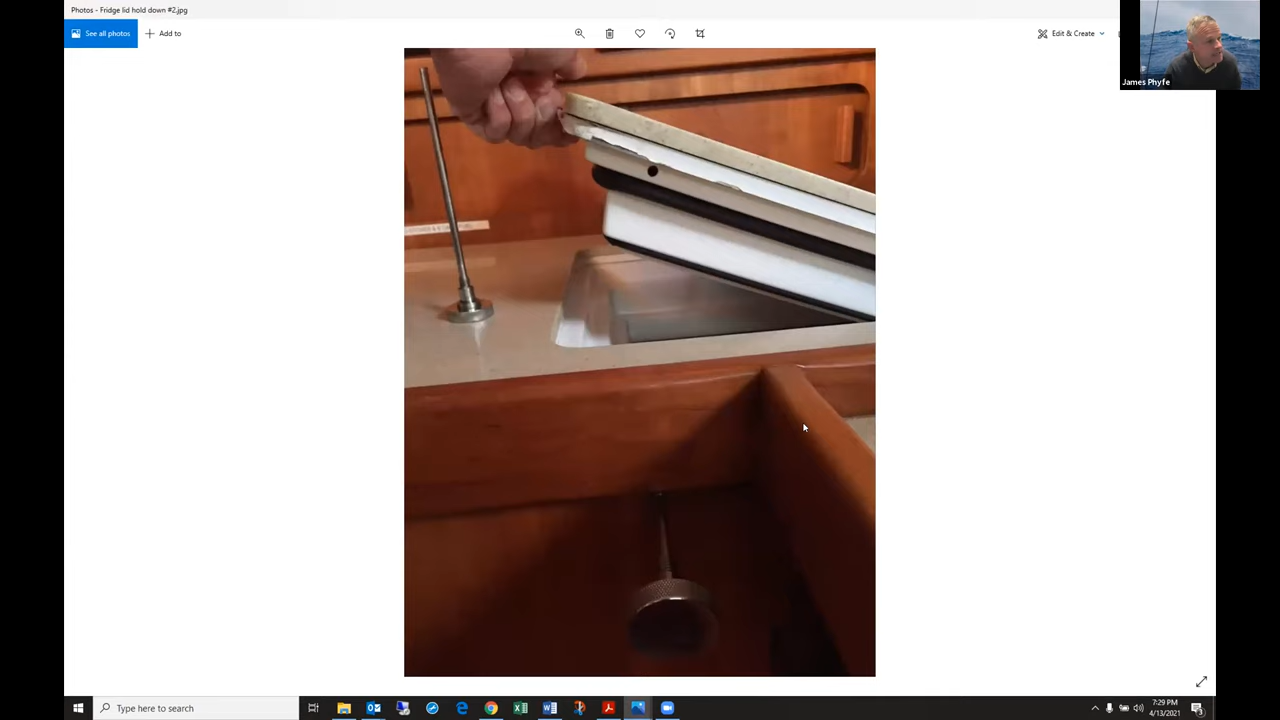 Photos - Fridge lid hold down #2.jpg
See all photos
Add to
Edit & Create
James Phyfe
Type here to search
7:29 PM
4/13/2021
3